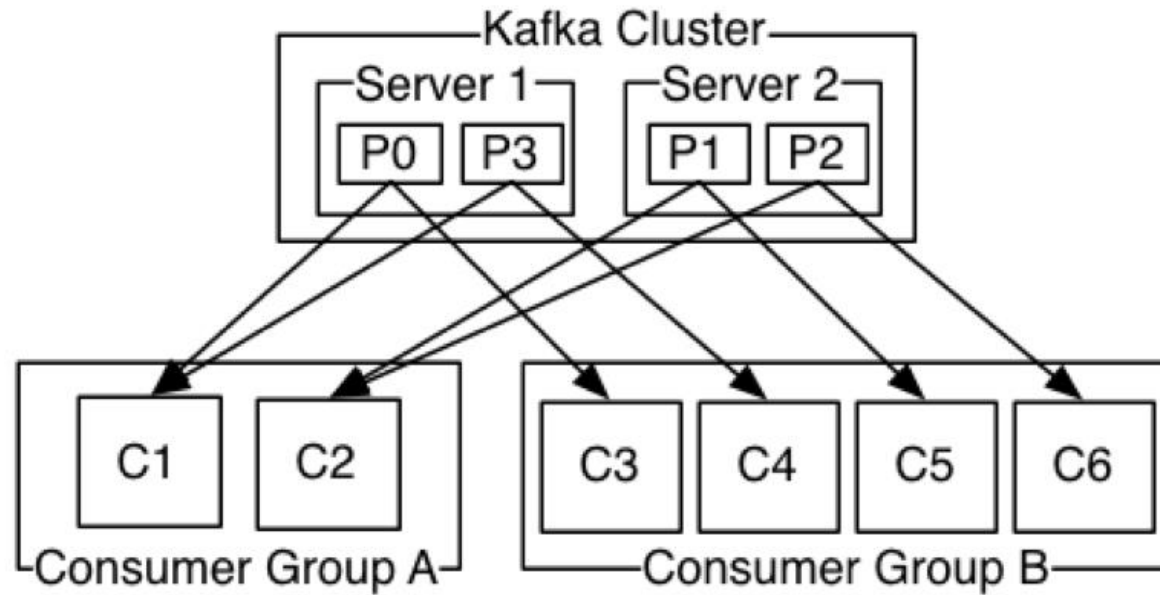 Kafka Cluster
Server 1
Server 2
P0
P3
P1
P2
C1
C2
C3
C4
C5
C6
Consumer Group A
Consumer Group B